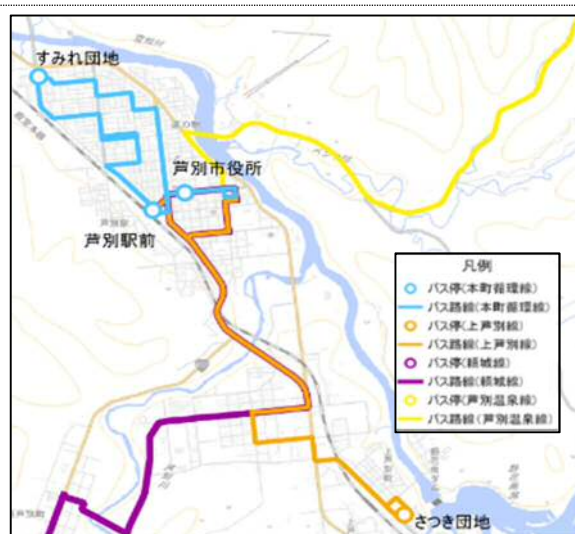 すみれ団地
芦別市役所
芦別駅前
凡例
バス停(本町循環線)
バス路線(本町循環線)
バス停(上芦別線)
バス路線(上芦別線)
バス停(頼城線)
バス路線(頼城線)
バス停(芦別温泉線)
バス路線(芦別温泉線)
さつき団地